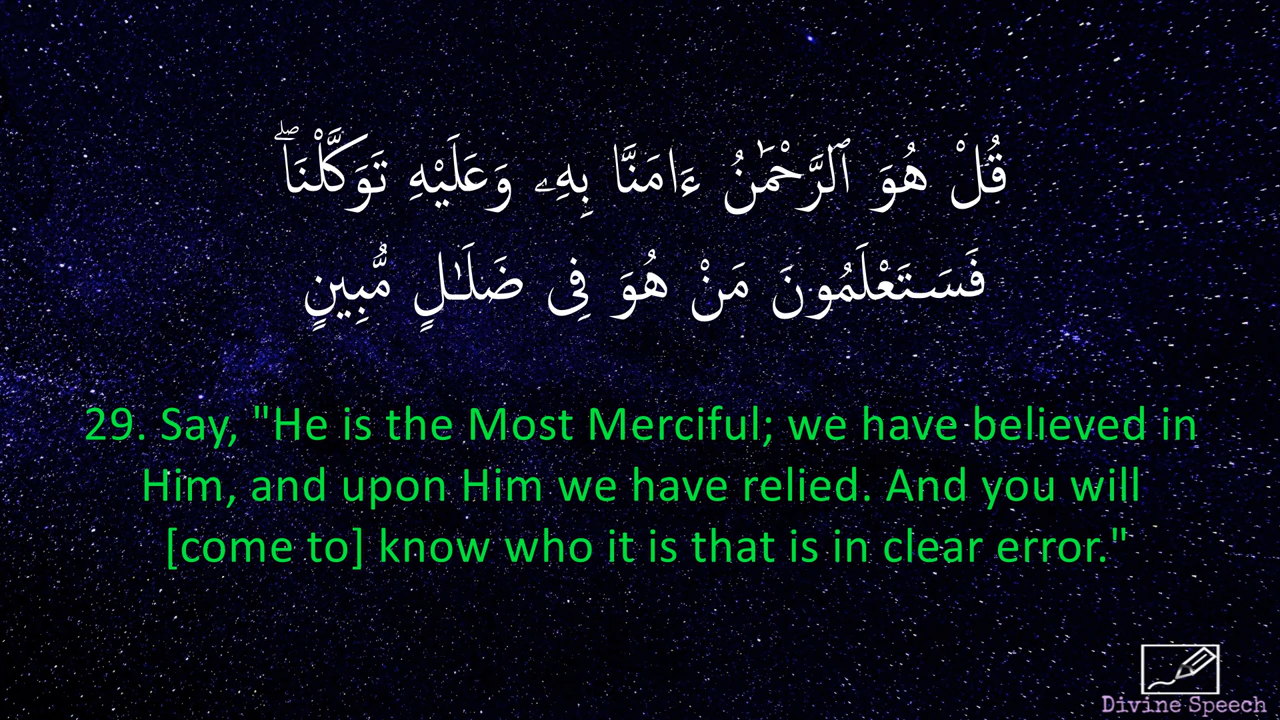 قُلْ هُوَ ٱلرَّحْمَـٰنُ ءَامَنَّا بِهِۦ وَعَلَيْهِ تَوَكَّلْنَا ۖ
فَسَتَعْلَمُونَ مَنْ هُوَ فِى ضَلَـٰلٍ مُّبِينٍ
29. Say, "He is the Most Merciful; we have believed in
Him, and upon Him we have relied. And you will
[come to] know who it is that is in clear error."
Divine Speech